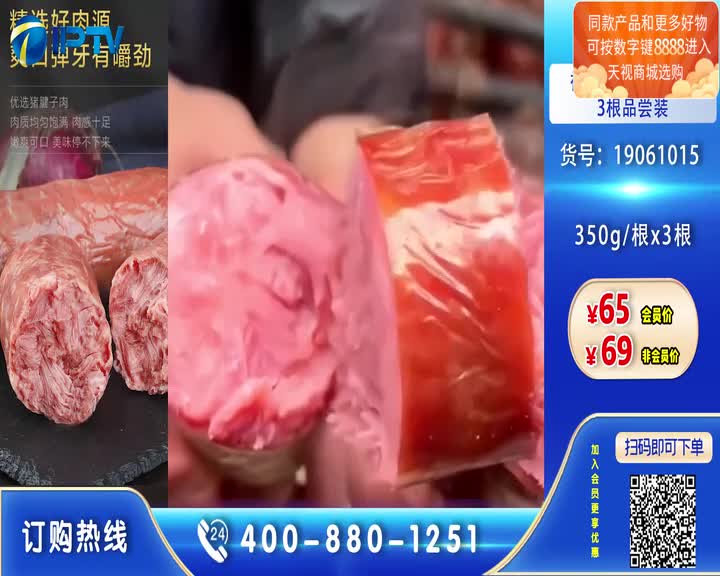 精选好肉源
IPTV
爽口弹牙有嚼劲
优选猪腱子肉
肉质均匀饱满 肉感十足
嫩爽可口 美味停不下来
同款产品和更多好物
可按数字键8888进入
天视商城选购
3根品尝装
货号：19061015
350g/根x3根
¥65 会员价
¥69 非会员价
加入会员更享优惠
扫码即可下单
订购热线
24
400-880-1251